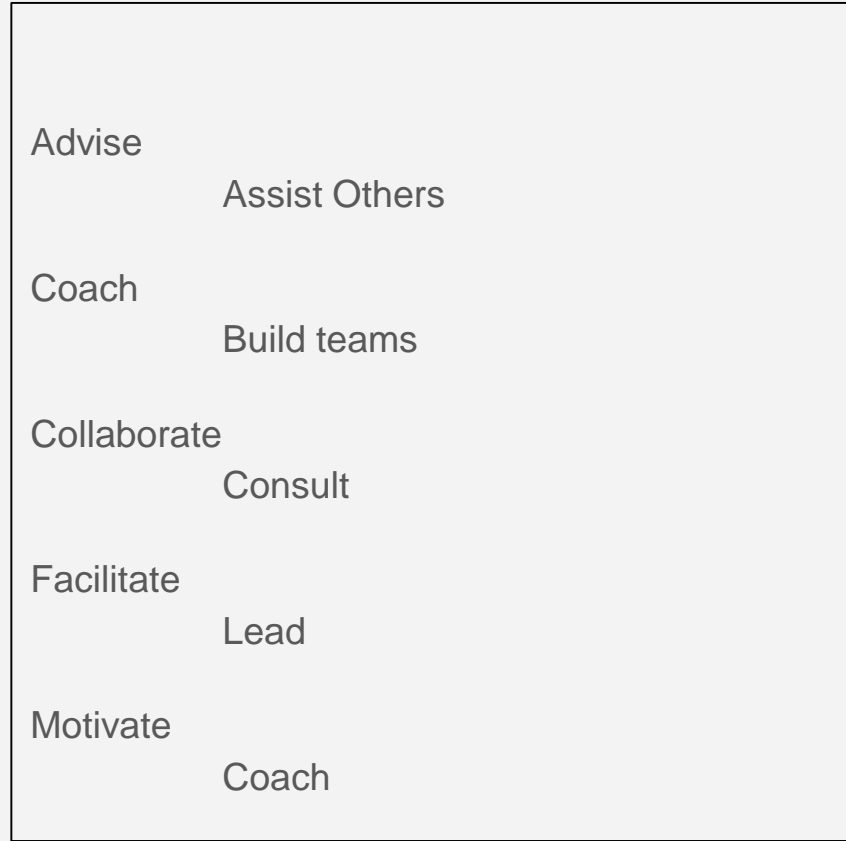 Advise
Assist Others
Coach
Build teams
Collaborate
Consult
Facilitate
Lead
Motivate
Coach